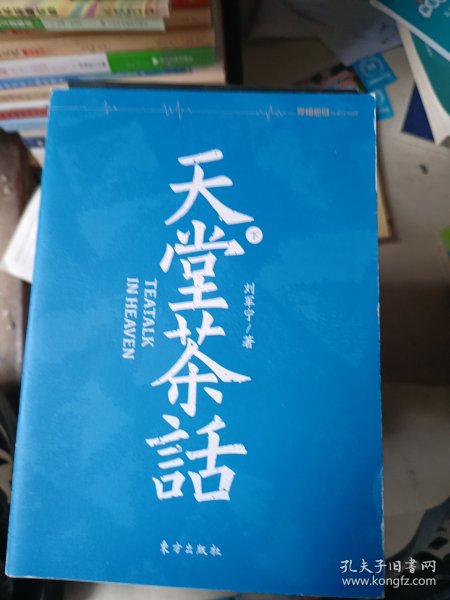 天堂茶話
下
TEATALK
IN HEAVEN
刘军宁/著
东方出版社
孔夫子旧书网
www.kongfz.com